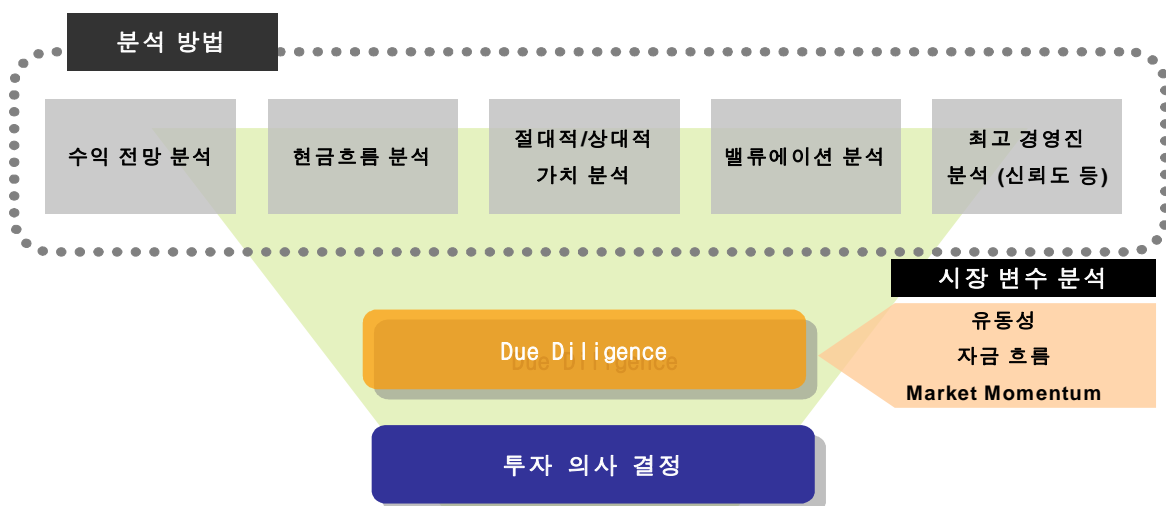 분석 방법
수익 전망 분석
현금흐름 분석
절대적/상대적
가치 분석
밸류에이션 분석
최고 경영진
분석 (신뢰도 등)
시장 변수 분석
유동성
자금 흐름
Market Momentum
Due Diligence
투자 의사 결정